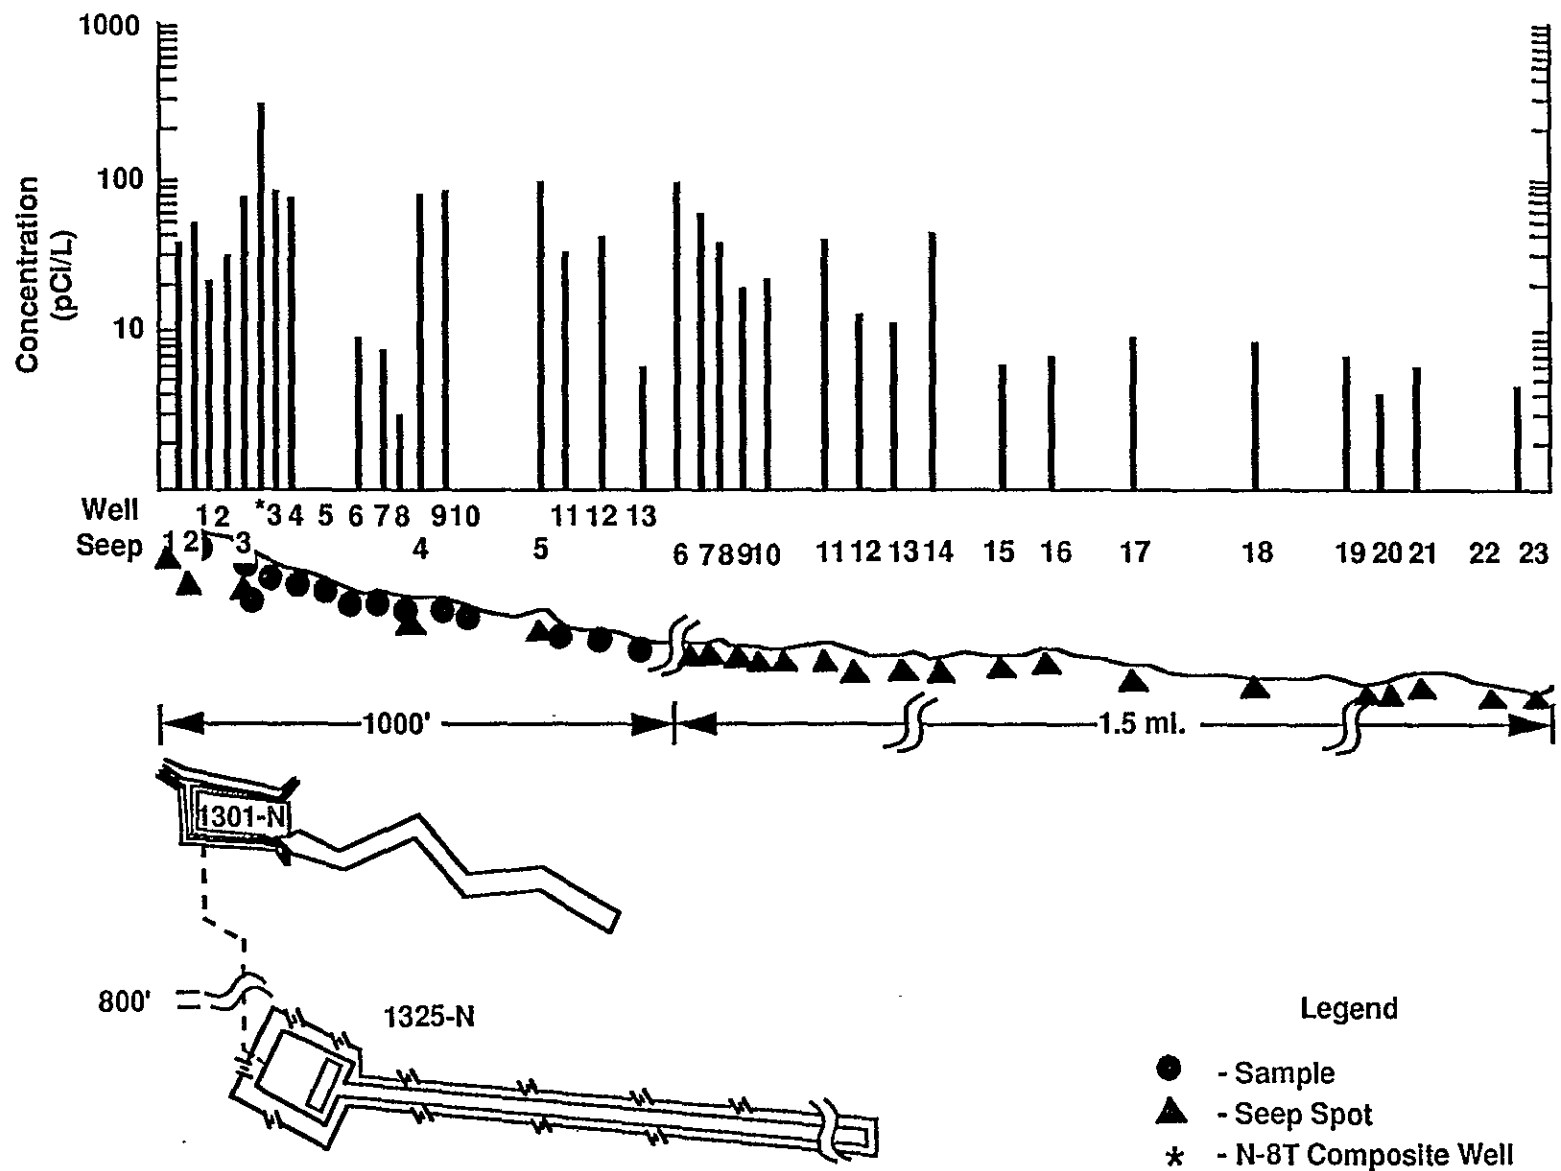 1000
100
10
Concentration
(pCi/L)
Well 1 2 * 3 4 5 6 7 8 9 10 11 12 13
Seep 1 2 3 4 5 6 7 8 9 10 11 12 13 14 15 16 17 18 19 20 21 22 23
1000' 1.5 mi.
1301-N
800'
1325-N
Legend
- Sample
- Seep Spot
* - N-8T Composite Well